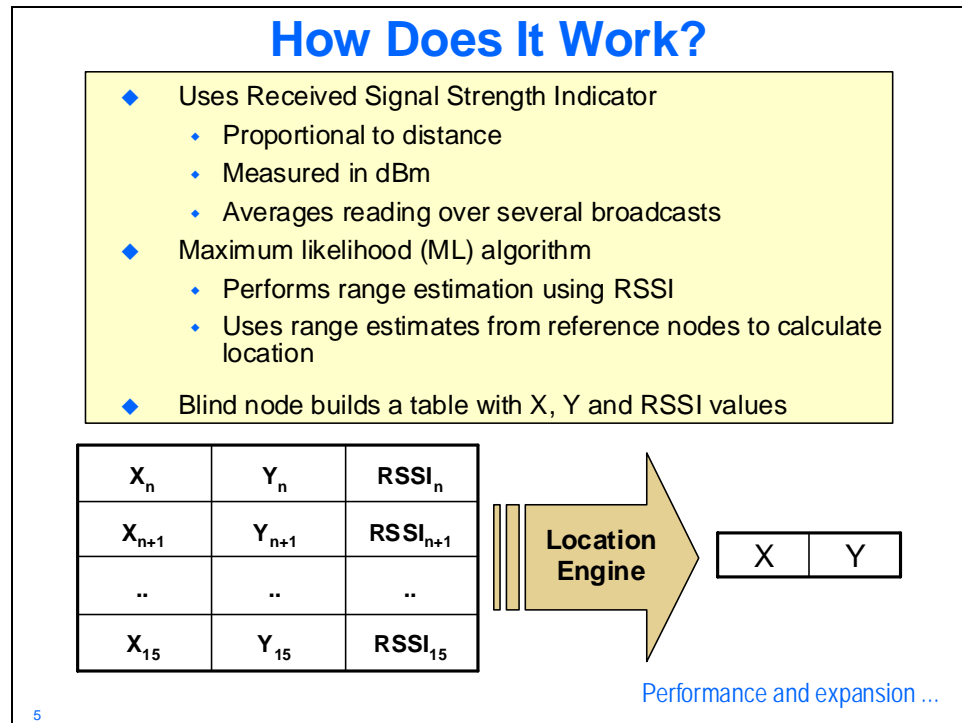 How Does It Work?
◆ Uses Received Signal Strength Indicator
◆ Proportional to distance
◆ Measured in dBm
◆ Averages reading over several broadcasts
◆ Maximum likelihood (ML) algorithm
◆ Performs range estimation using RSSI
◆ Uses range estimates from reference nodes to calculate
location
◆ Blind node builds a table with X, Y and RSSI values
Xn Yn RSSIn
Xn+1 Yn+1 RSSIn+1
.. .. ..
X15 Y15 RSSI15
Location
Engine
X Y
Performance and expansion ...
5